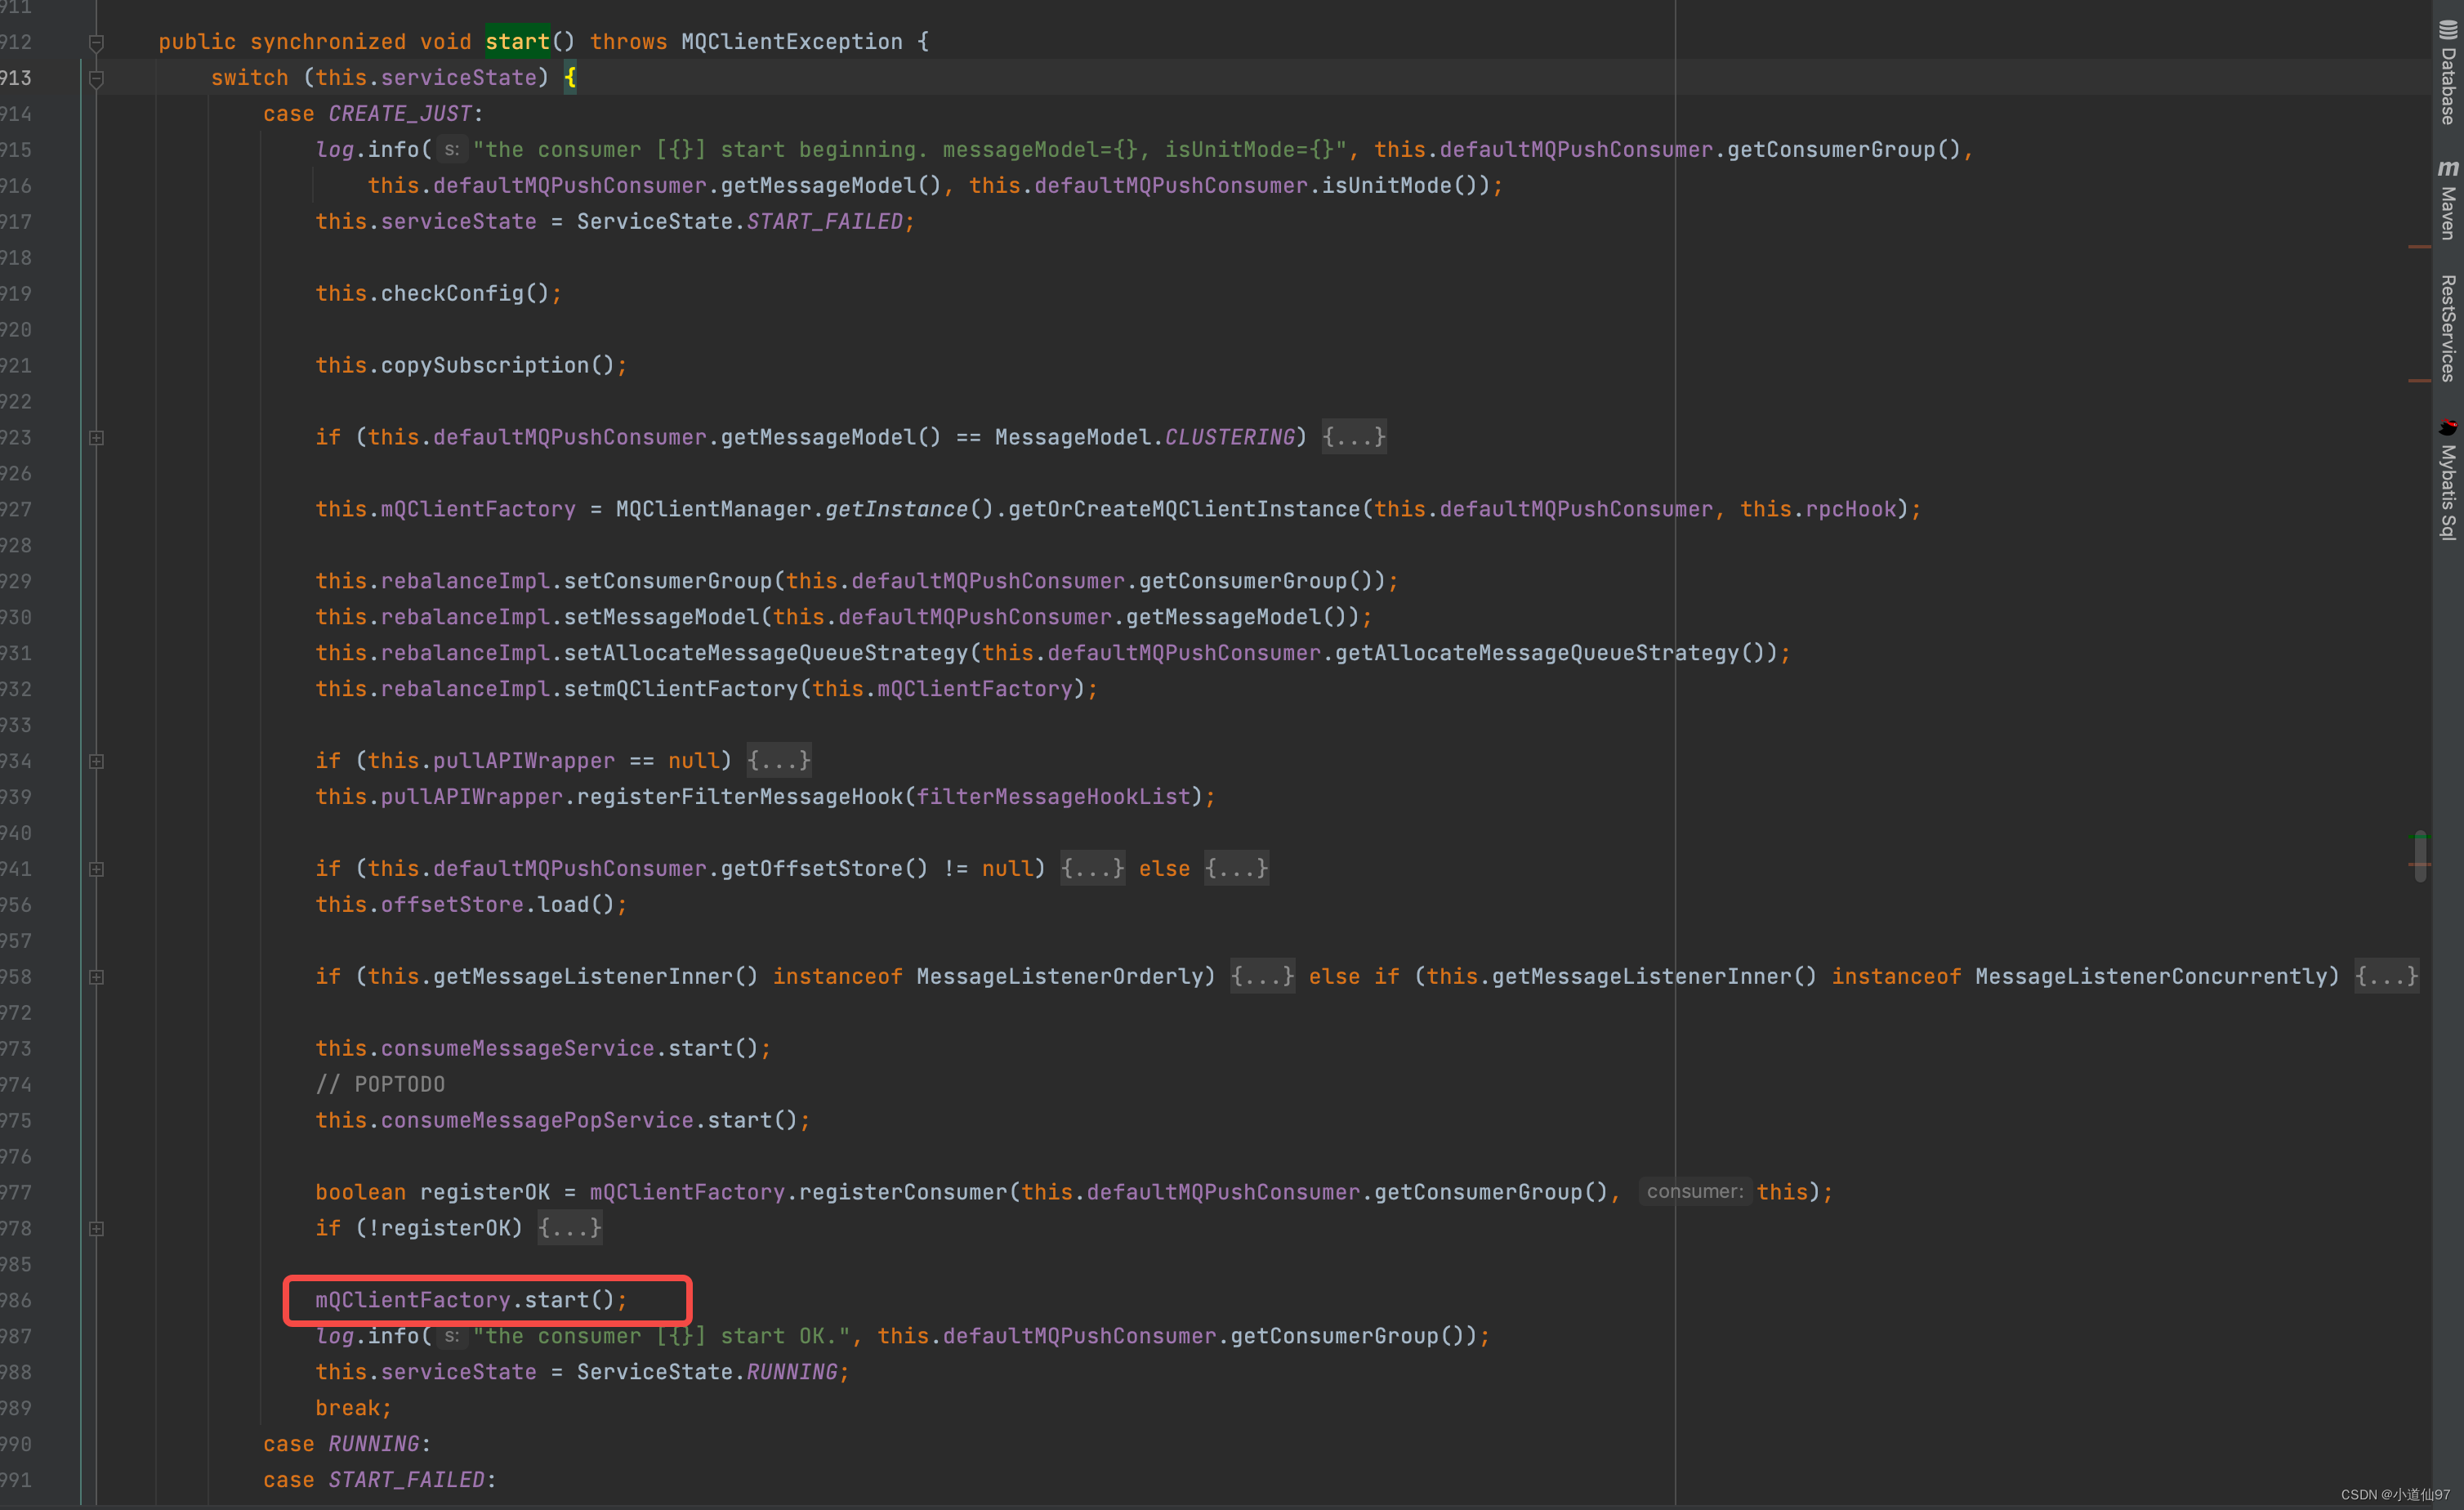 911
912 public synchronized void start() throws MQClientException {
913 switch (this.serviceState) {
914 case CREATE_JUST:
915 log.info( s: "the consumer [{}] start beginning. messageModel={}, isUnitMode={}", this.defaultMQPushConsumer.getConsumerGroup(),
916 this.defaultMQPushConsumer.getMessageModel(), this.defaultMQPushConsumer.isUnitMode());
917 this.serviceState = ServiceState.START_FAILED;
918
919 this.checkConfig();
920
921 this.copySubscription();
922
923 if (this.defaultMQPushConsumer.getMessageModel() == MessageModel.CLUSTERING) {...}
926
927 this.mQClientFactory = MQClientManager.getInstance().getOrCreateMQClientInstance(this.defaultMQPushConsumer, this.rpcHook);
928
929 this.rebalanceImpl.setConsumerGroup(this.defaultMQPushConsumer.getConsumerGroup());
930 this.rebalanceImpl.setMessageModel(this.defaultMQPushConsumer.getMessageModel());
931 this.rebalanceImpl.setAllocateMessageQueueStrategy(this.defaultMQPushConsumer.getAllocateMessageQueueStrategy());
932 this.rebalanceImpl.setmQClientFactory(this.mQClientFactory);
933
934 if (this.pullAPIWrapper == null) {...}
939 this.pullAPIWrapper.registerFilterMessageHook(filterMessageHookList);
940
941 if (this.defaultMQPushConsumer.getOffsetStore() != null) {...} else {...}
956 this.offsetStore.load();
957
958 if (this.getMessageListenerInner() instanceof MessageListenerOrderly) {...} else if (this.getMessageListenerInner() instanceof MessageListenerConcurrently) {...}
972
973 this.consumeMessageService.start();
974 // POPTODO
975 this.consumeMessagePopService.start();
976
977 boolean registerOK = mQClientFactory.registerConsumer(this.defaultMQPushConsumer.getConsumerGroup(), consumer: this);
978 if (!registerOK) {...}
985
986 mQClientFactory.start();
987 log.info( s: "the consumer [{}] start OK.", this.defaultMQPushConsumer.getConsumerGroup());
988 this.serviceState = ServiceState.RUNNING;
989 break;
990 case RUNNING:
991 case START_FAILED:
Database
m Maven
RestServices
Mybatis Sql
CSDN @小道仙97